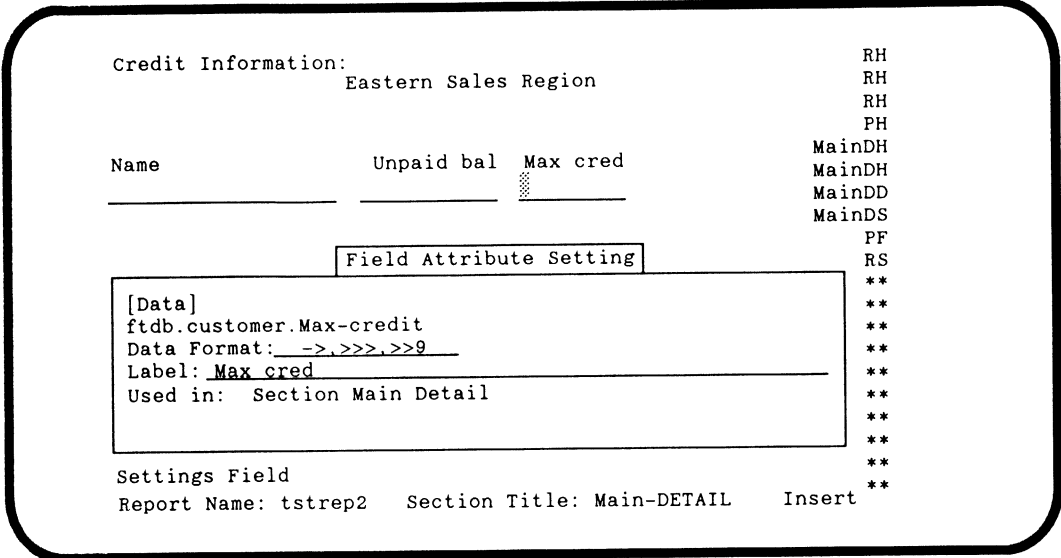 Credit Information: RH
Eastern Sales Region RH
RH
PH
MainDH
Name Unpaid bal Max cred MainDH
MainDD
MainDS
PF
Field Attribute Setting RS
**
[Data] **
ftdb.customer.Max-credit **
Data Format: ->,>>>,>>9 **
Label: Max cred **
Used in: Section Main Detail **
**
**
Settings Field **
**
Report Name: tstrep2 Section Title: Main-DETAIL Insert